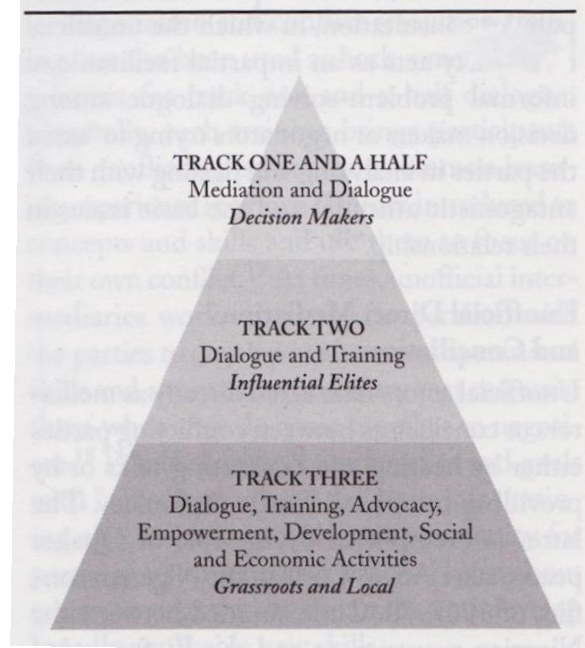 TRACK ONE AND A HALF
Mediation and Dialogue
Decision Makers
TRACK TWO
Dialogue and Training
Influential Elites
TRACK THREE
Dialogue, Training, Advocacy,
Empowerment, Development, Social
and Economic Activities
Grassroots and Local